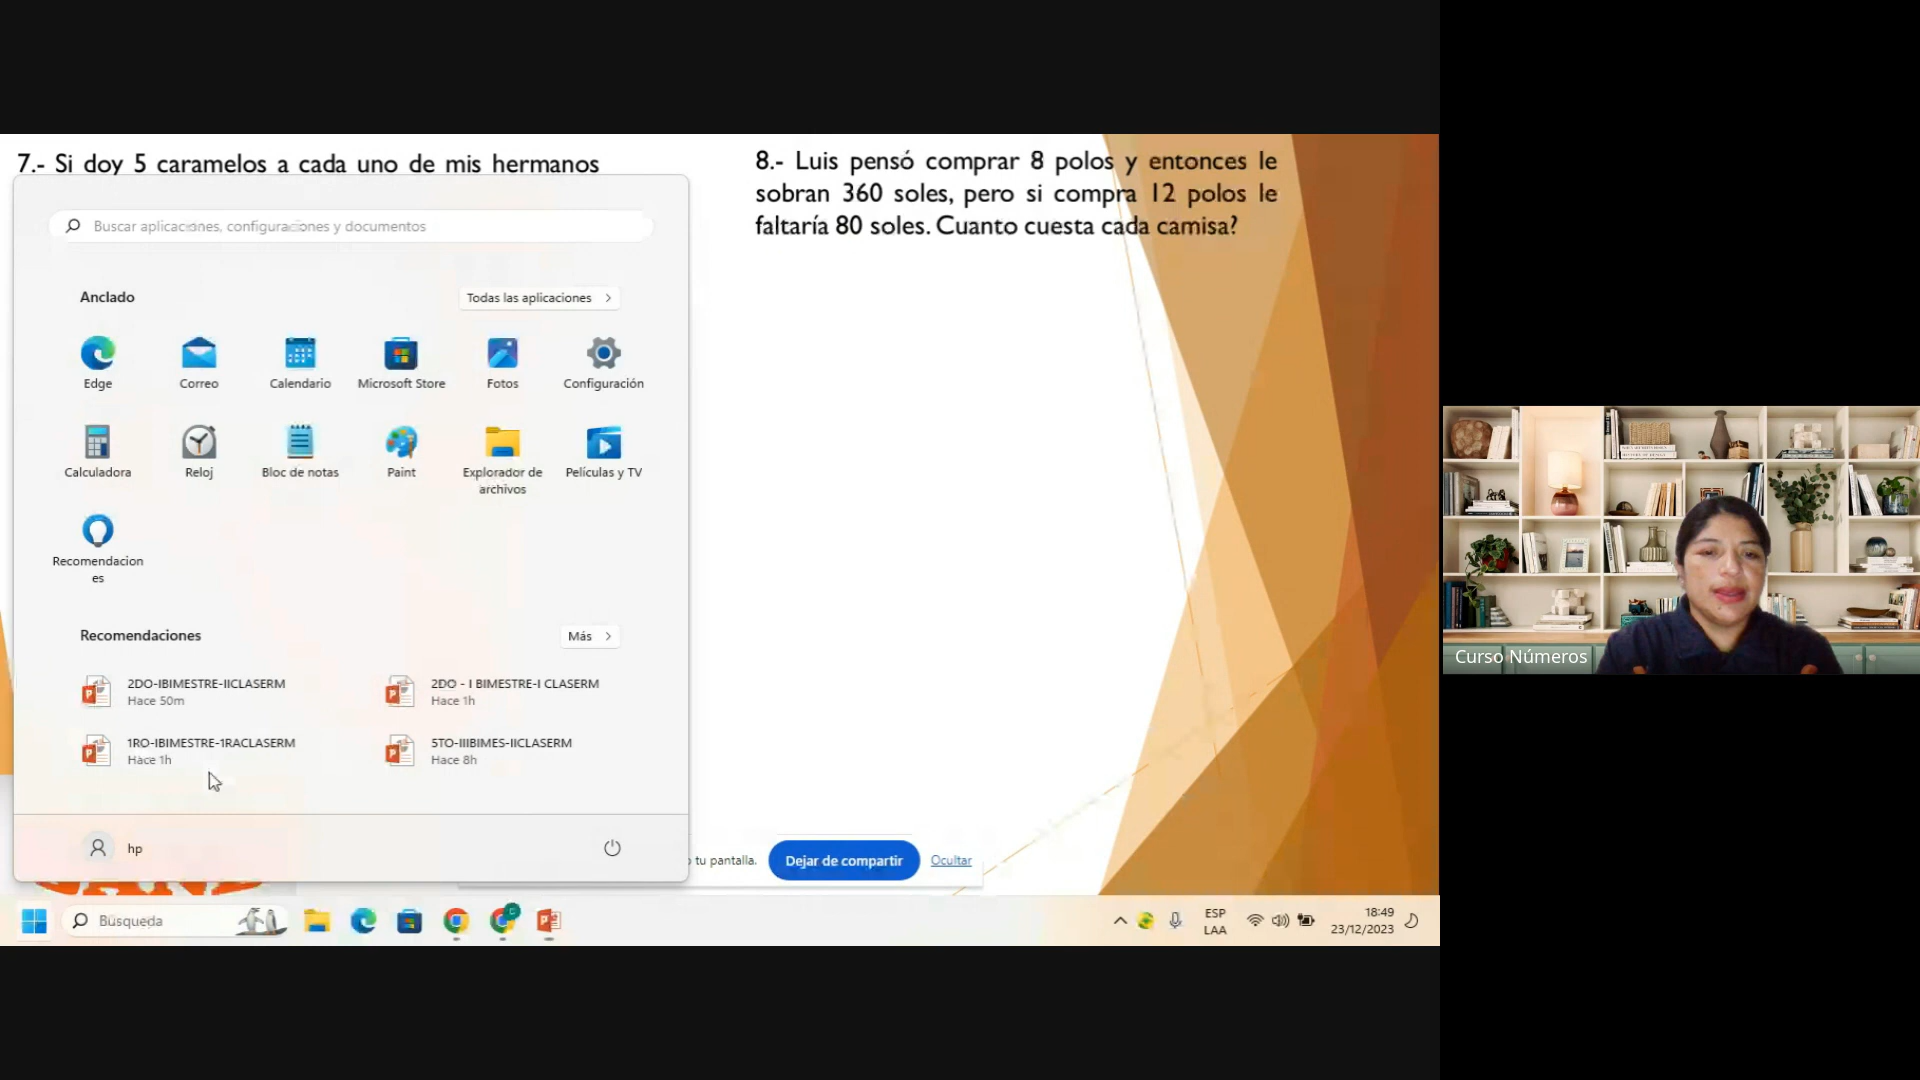 7.- Si doy 5 caramelos a cada uno de mis hermanos
8.- Luis pensó comprar 8 polos y entonces le
sobran 360 soles, pero si compra 12 polos le
faltaría 80 soles. Cuanto cuesta cada camisa?
Buscar aplicaciones, configuraciones y documentos
Anclado
Todas las aplicaciones
Edge
Correo
Calendario
Microsoft Store
Fotos
Configuración
Calculadora
Reloj
Bloc de notas
Paint
Explorador de
archivos
Películas y TV
Recomendacion
es
Recomendaciones
Más
2DO-IBIMESTRE-IICLASERM
Hace 50m
2DO - I BIMESTRE-I CLASERM
Hace 1h
1RO-IBIMESTRE-1RACLASERM
Hace 1h
5TO-IIIBIMES-IICLASERM
Hace 8h
hp
tu pantalla.
Dejar de compartir
Ocultar
Búsqueda
ESP
LAA
18:49
23/12/2023
Curso Números